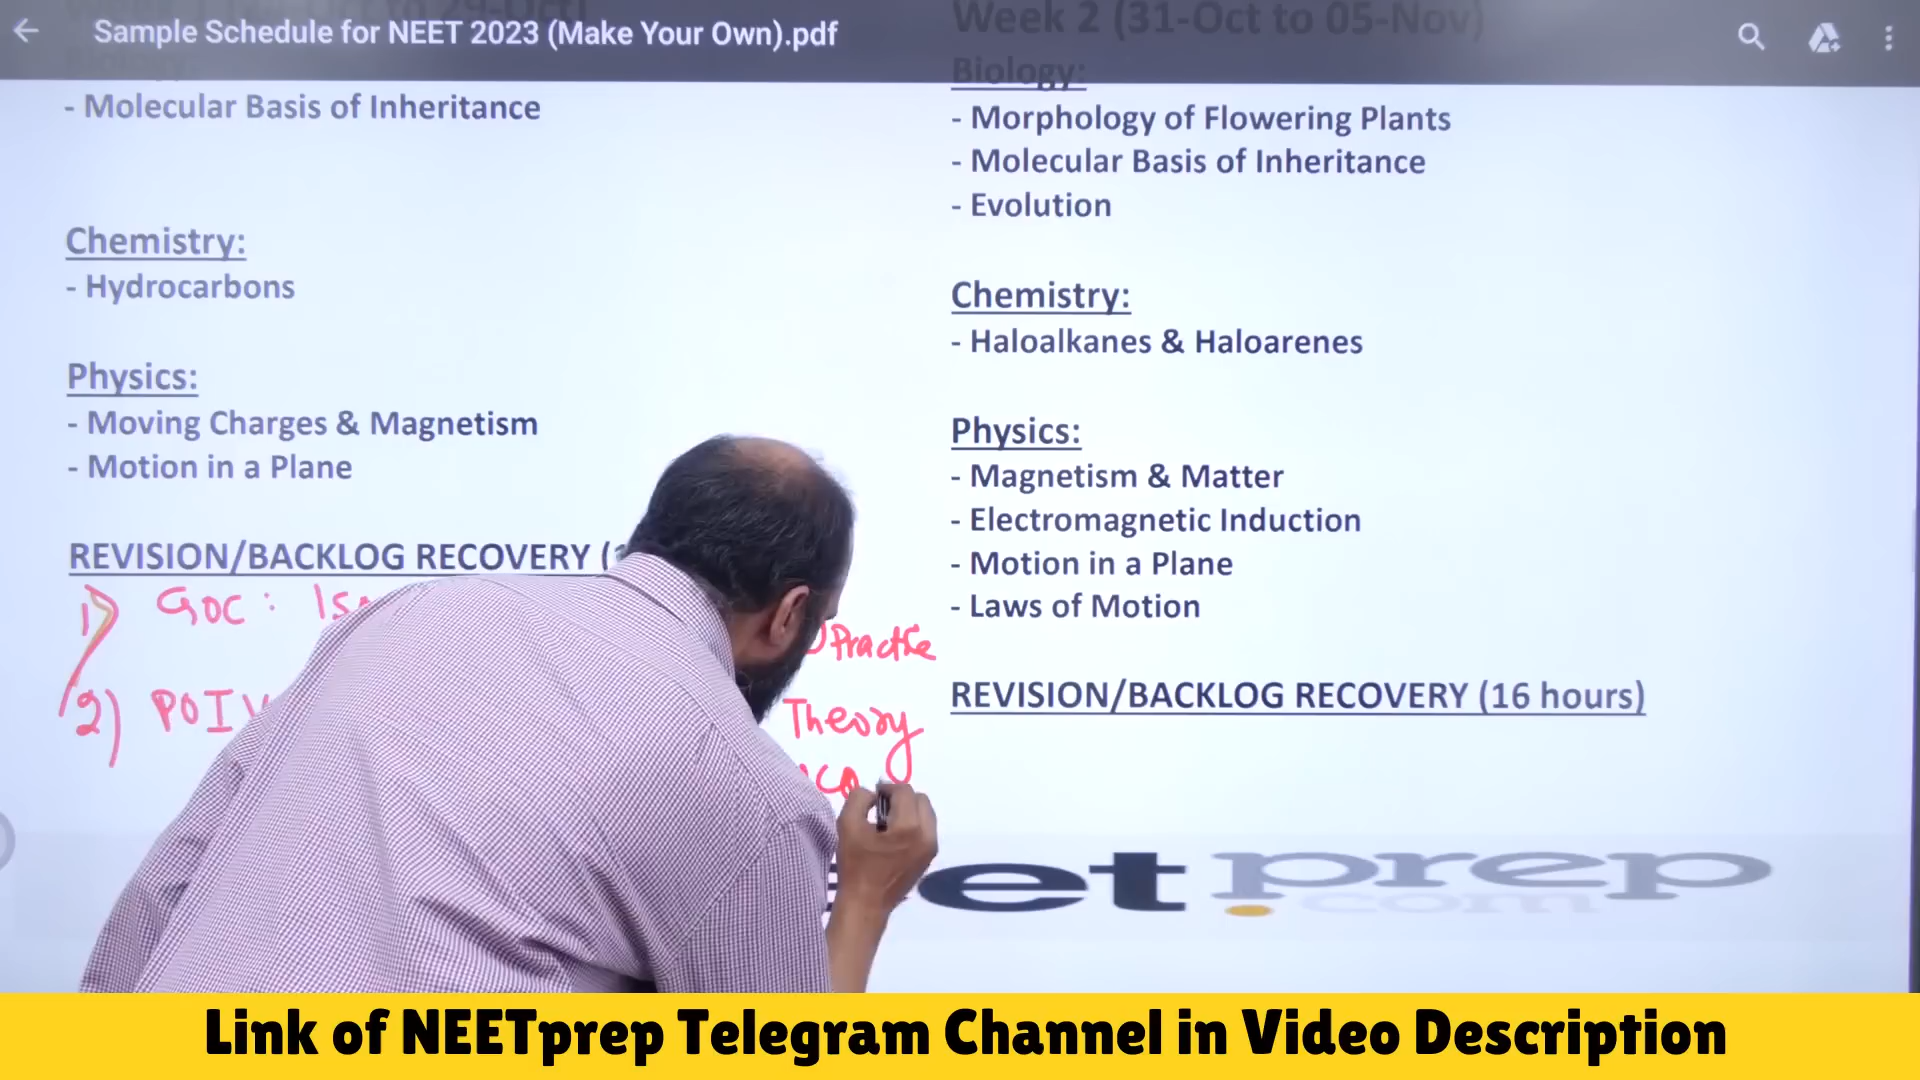 Sample Schedule for NEET 2023 (Make Your Own).pdf
- Molecular Basis of Inheritance
Chemistry:
- Hydrocarbons
Physics:
- Moving Charges & Magnetism
- Motion in a Plane
REVISION/BACKLOG RECOVERY (
1) GOC :
2) POI
Practice
Theory
Week 2 (31-Oct to 05-Nov)
Biology:
- Morphology of Flowering Plants
- Molecular Basis of Inheritance
- Evolution
Chemistry:
- Haloalkanes & Haloarenes
Physics:
- Magnetism & Matter
- Electromagnetic Induction
- Motion in a Plane
- Laws of Motion
REVISION/BACKLOG RECOVERY (16 hours)
eet prep
.com
Link of NEETprep Telegram Channel in Video Description